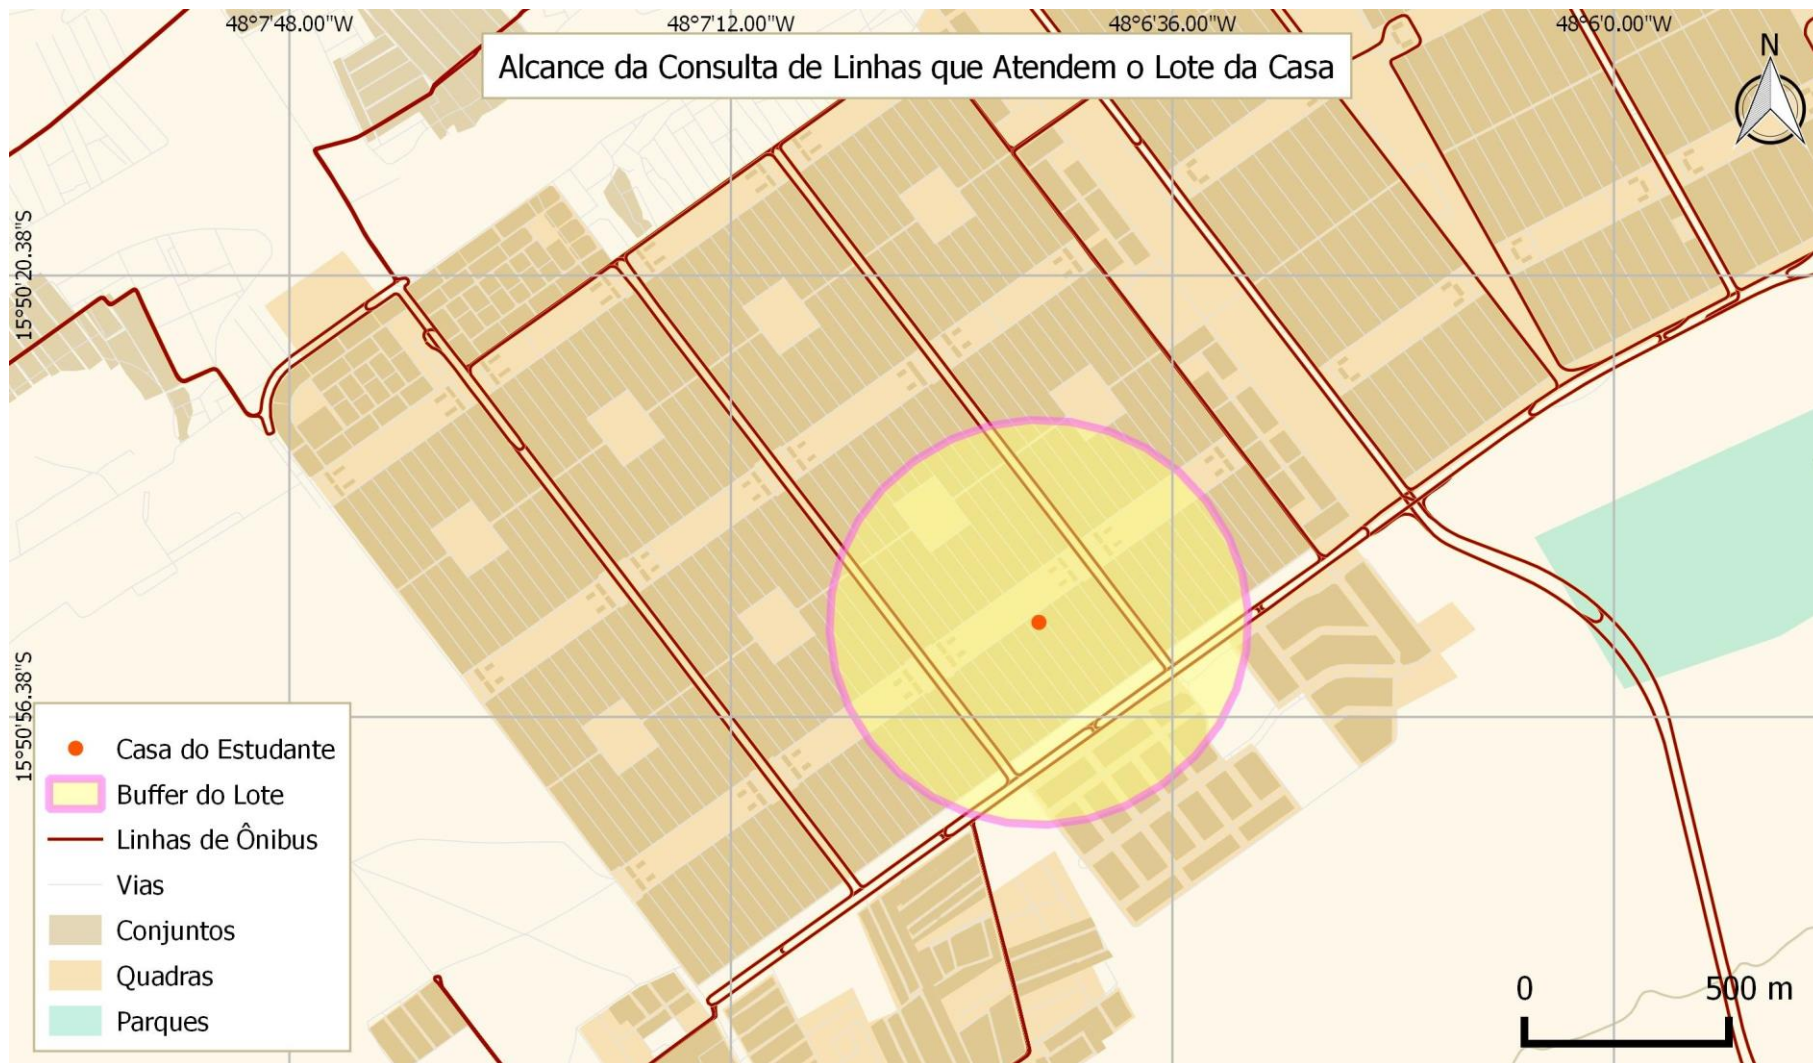 48°7'48.00"W
48°7'12.00"W
48°6'36.00"W
48°6'0.00"W
Alcance da Consulta de Linhas que Atendem o Lote da Casa
N
15°50'20.38"S
15°50'56.38"S
Casa do Estudante
Buffer do Lote
Linhas de Ônibus
Vias
Conjuntos
Quadras
Parques
0
500 m